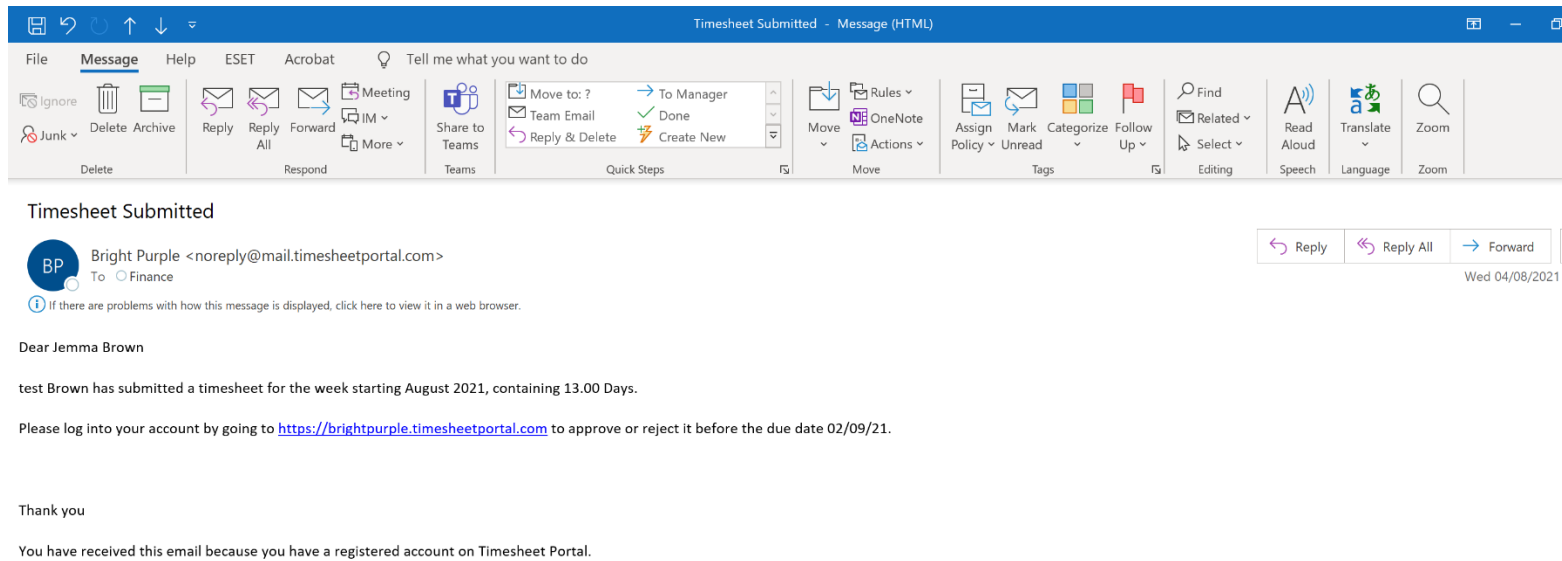 Timesheet Submitted - Message (HTML)
File Message Help ESET Acrobat Tell me what you want to do
Ignore
Junk
Delete Archive
Delete
Reply Reply All Forward
Meeting
IM
More
Respond
Share to Teams
Teams
Move to: ? To Manager
Team Email Done
Reply & Delete Create New
Quick Steps
Move
Rules
OneNote
Actions
Move
Assign Policy Mark Unread Categorize Follow Up
Tags
Find
Related
Select
Editing
Read Aloud
Speech
あ
a
Translate
Language
Zoom
Zoom
Timesheet Submitted
BP
Bright Purple <noreply@mail.timesheetportal.com>
To Finance
Reply Reply All Forward
Wed 04/08/2021
If there are problems with how this message is displayed, click here to view it in a web browser.
Dear Jemma Brown
test Brown has submitted a timesheet for the week starting August 2021, containing 13.00 Days.
Please log into your account by going to https://brightpurple.timesheetportal.com to approve or reject it before the due date 02/09/21.
Thank you
You have received this email because you have a registered account on Timesheet Portal.